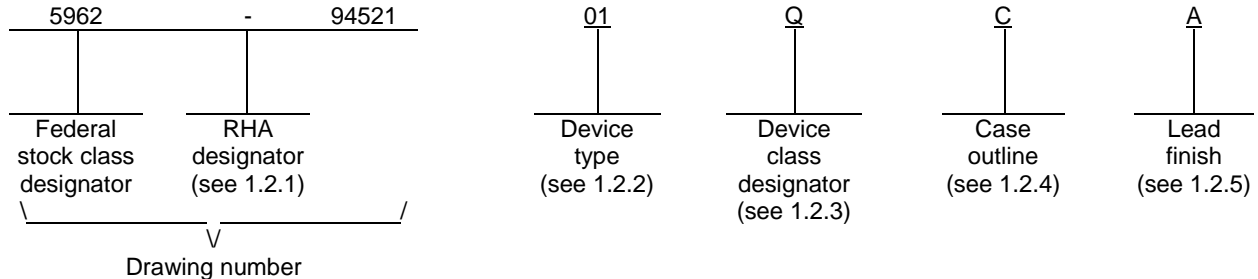 5962 - 94521 01 Q C A
Federal stock class designator
RHA designator (see 1.2.1)
Device type (see 1.2.2)
Device class designator (see 1.2.3)
Case outline (see 1.2.4)
Lead finish (see 1.2.5)
Drawing number